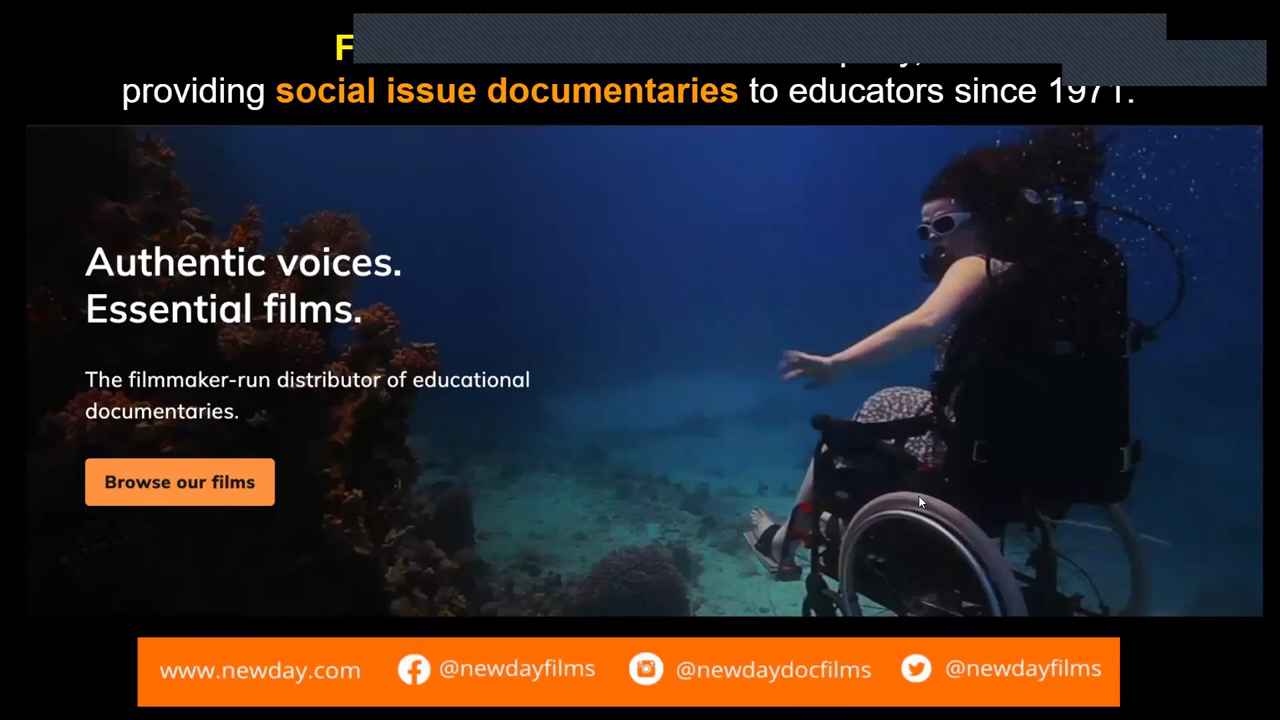 providing social issue documentaries to educators since 1971.
Authentic voices.
Essential films.
The filmmaker-run distributor of educational
documentaries.
Browse our films
www.newday.com @newdayfilms @newdaydocfilms @newdayfilms